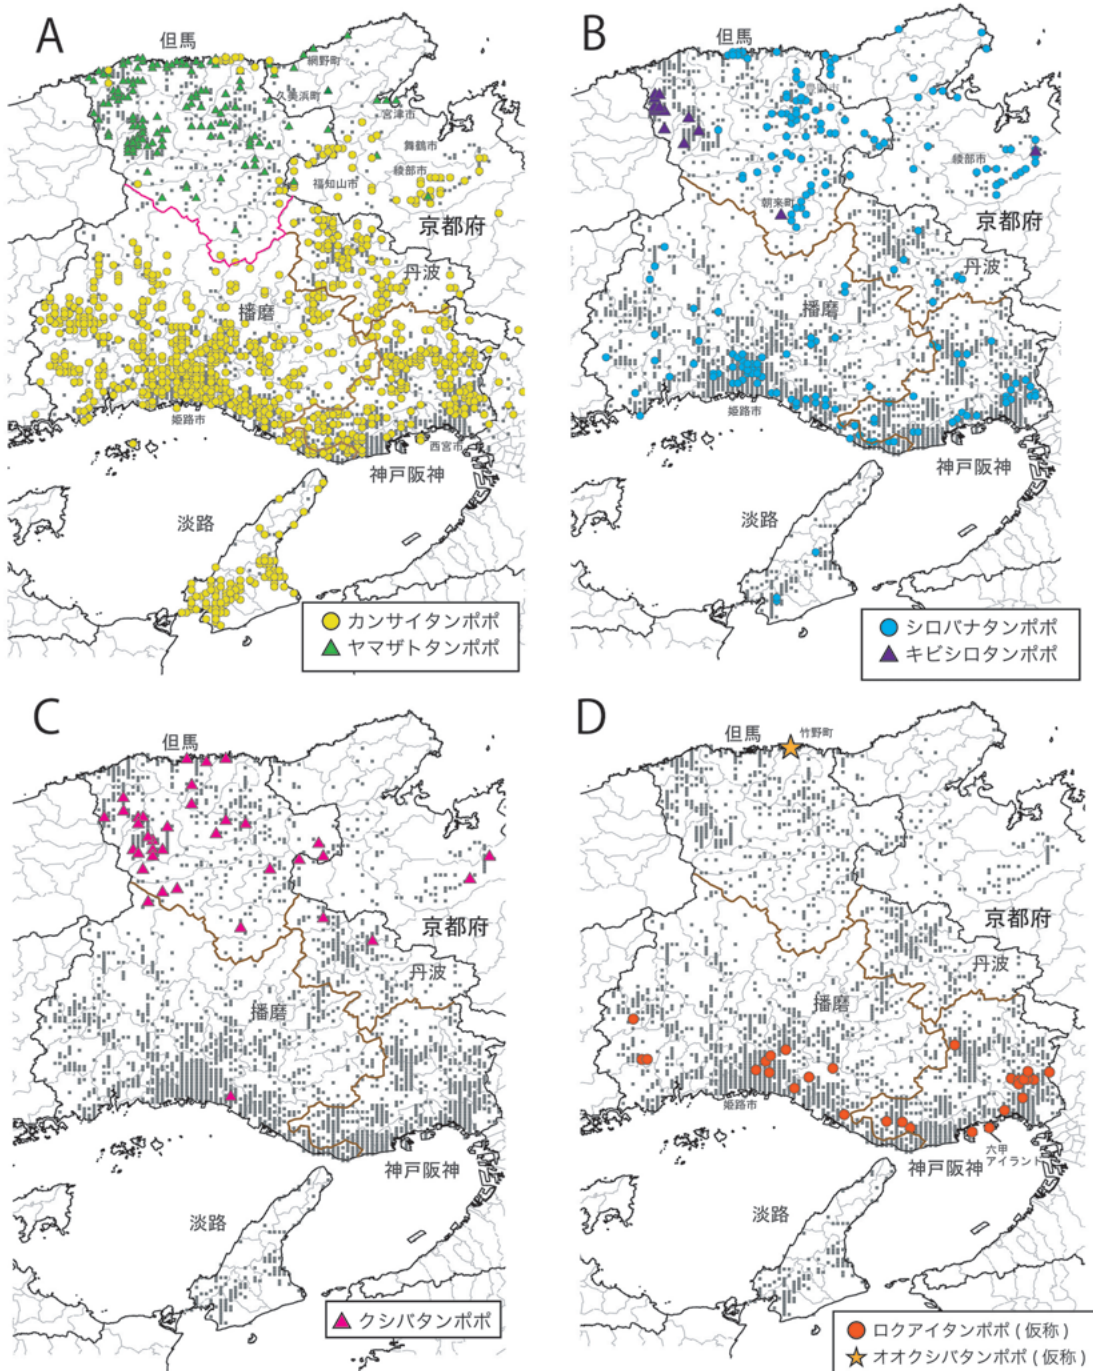 A
但馬
網野町
久美浜町
宮津市
舞鶴市
綾部市
福知山市
京都府
丹波
播磨
姫路市
西宮市
神戸阪神
淡路
カンサイタンポポ
ヤマザトタンポポ
B
但馬
綾部市
朝来町
京都府
丹波
播磨
姫路市
神戸阪神
淡路
シロバナタンポポ
キビシロタンポポ
C
但馬
京都府
丹波
播磨
神戸阪神
淡路
クシバタンポポ
D
但馬
竹野町
京都府
丹波
播磨
姫路市
六甲
アイランド
神戸阪神
淡路
ロクアイタンポポ(仮称)
オオクシバタンポポ(仮称)